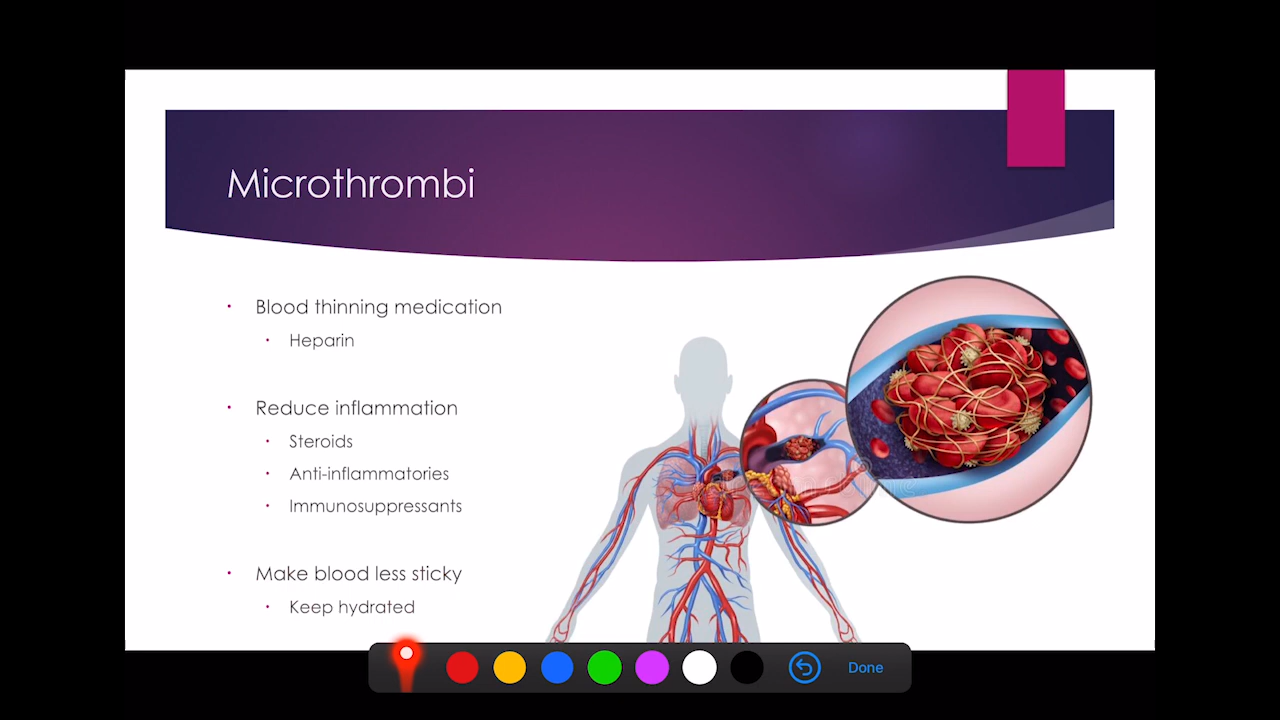 Microthrombi
Blood thinning medication
Heparin
Reduce inflammation
Steroids
Anti-inflammatories
Immunosuppressants
Make blood less sticky
Keep hydrated
Done